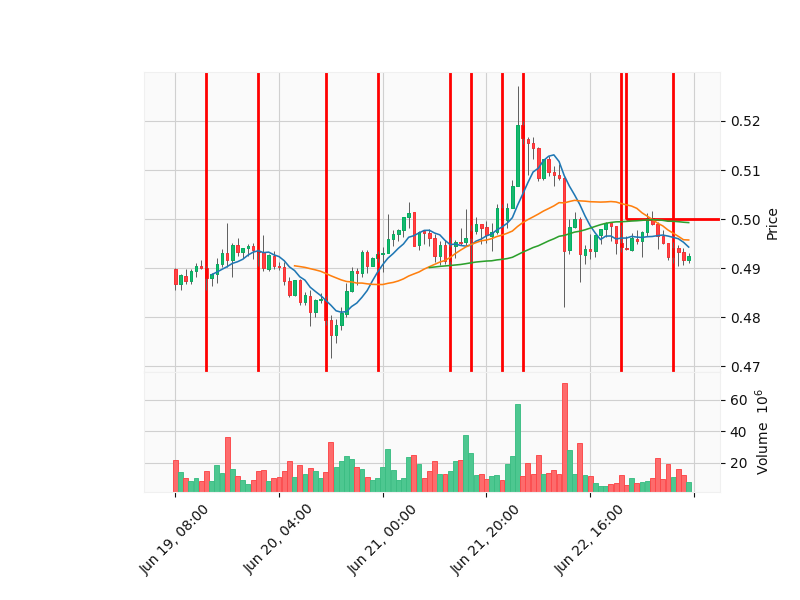 0.52
0.51
0.50
0.49
0.48
0.47
Price
60
40
20
Volume 10^6
Jun 19, 08:00
Jun 20, 04:00
Jun 21, 00:00
Jun 21, 20:00
Jun 22, 16:00